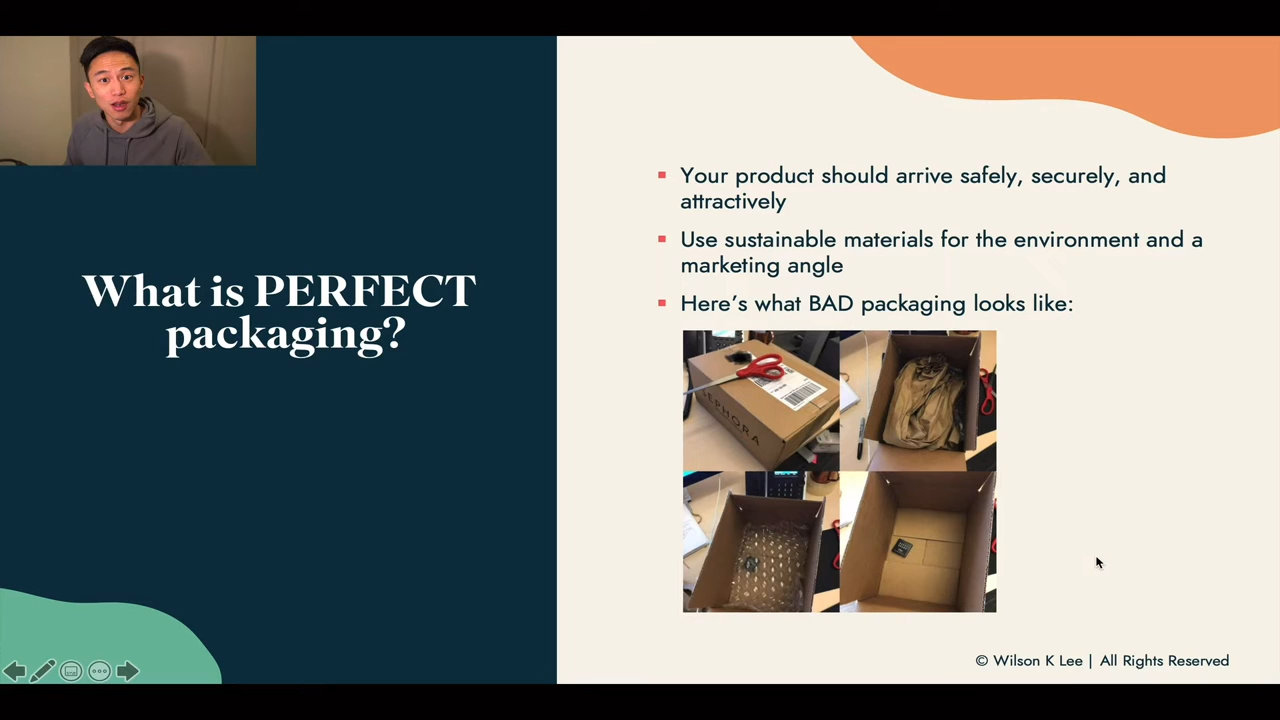 What is PERFECT
packaging?
Your product should arrive safely, securely, and
attractively
Use sustainable materials for the environment and a
marketing angle
Here's what BAD packaging looks like:
SEPHORA
© Wilson K Lee | All Rights Reserved